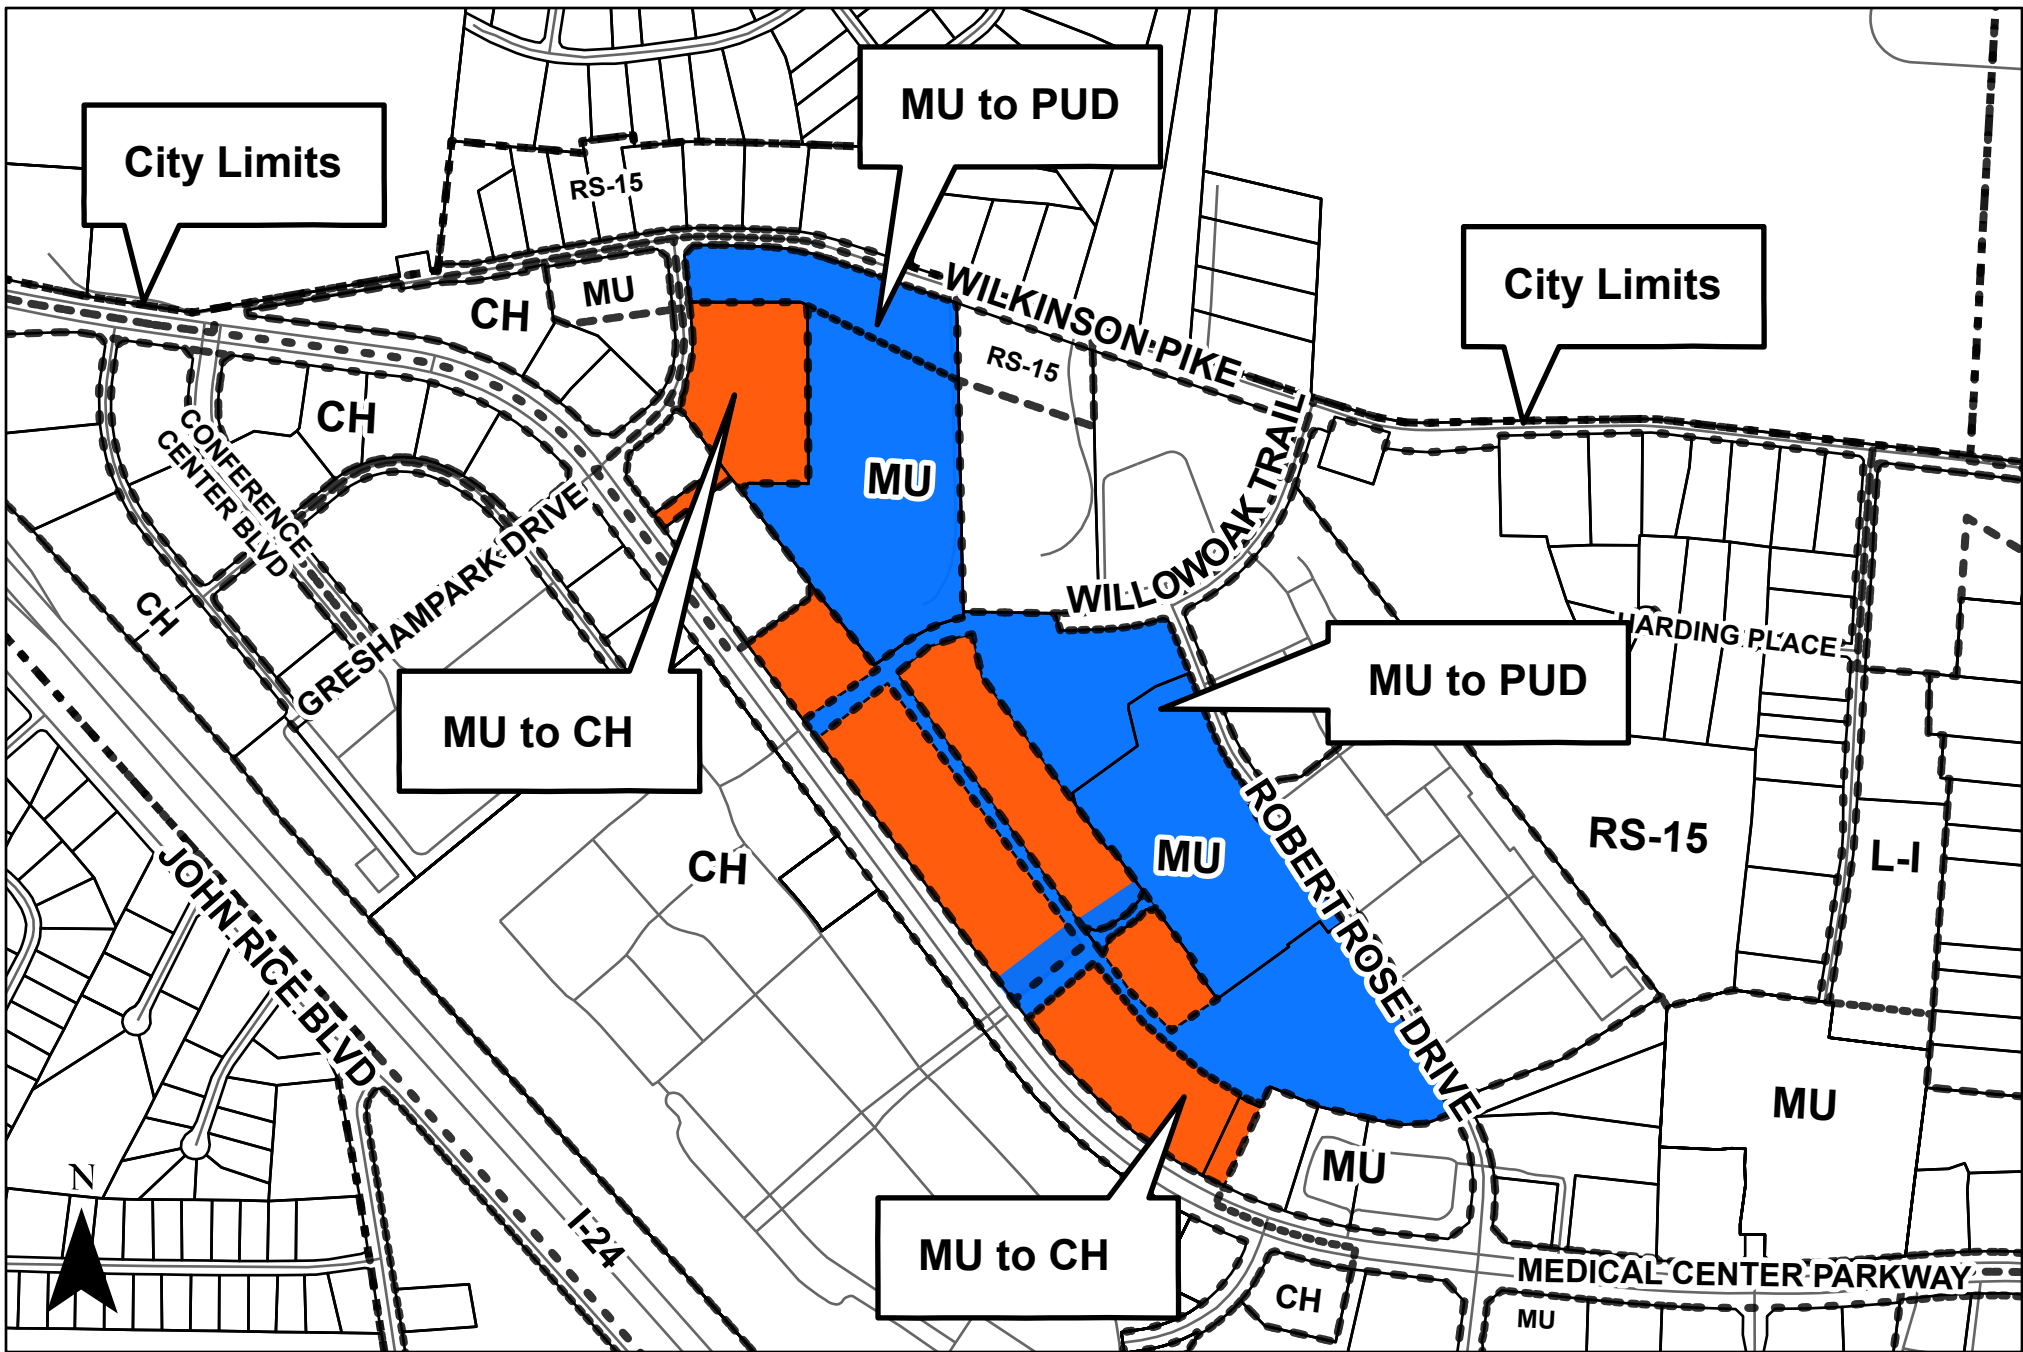 MU to PUD
City Limits
RS-15
City Limits
WILKINSON PIKE
MU
CH
RS-15
CH
CONFERENCE
CENTER BLVD
MU
WILLOWOAK TRAIL
GRESHAMPARK DRIVE
CH
HARDING PLACE
MU to PUD
MU to CH
ROBERT ROSE DRIVE
RS-15
MU
L-I
CH
JOHN RICE BLVD
MU
MU
N
I-24
MU to CH
MEDICAL CENTER PARKWAY
CH
MU